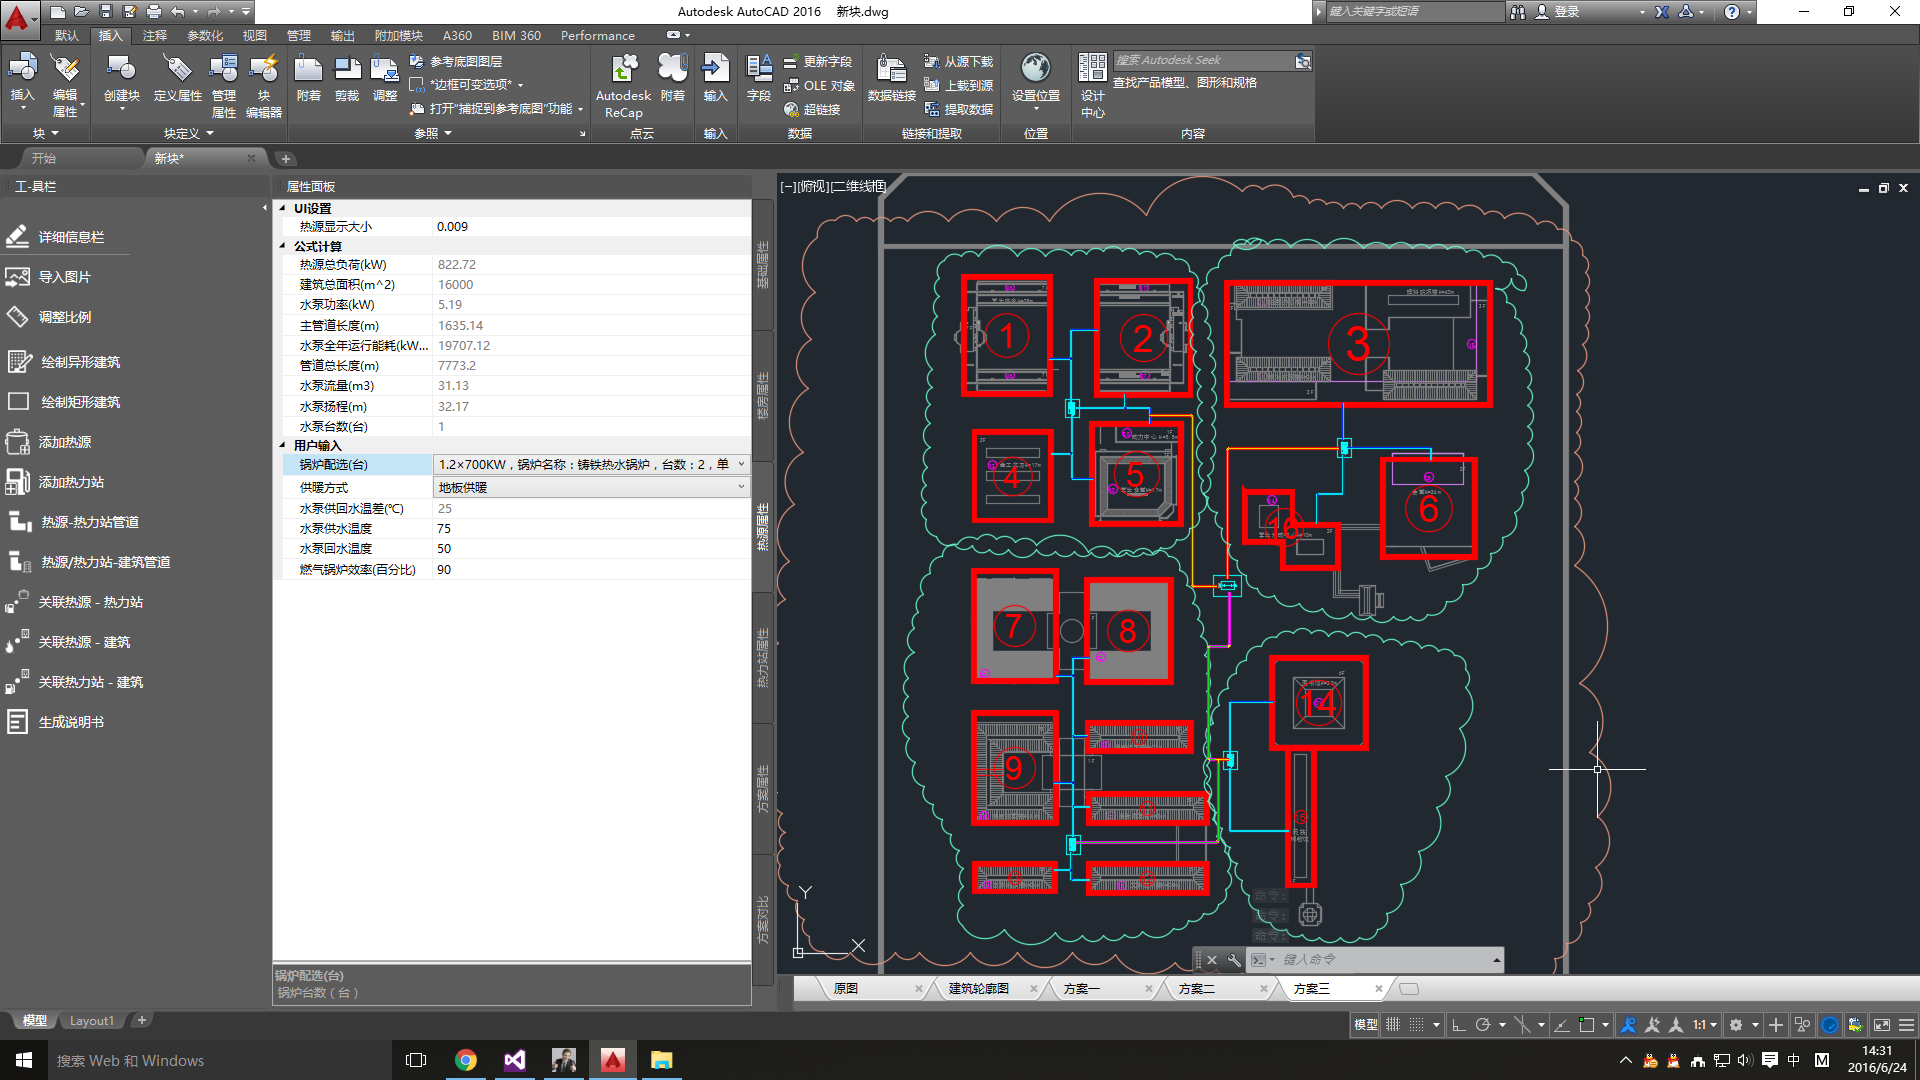 Autodesk AutoCAD 2016 新块.dwg
键入关键字或短语
登录
默认 插入 注释 参数化 视图 管理 输出 附加模块 A360 BIM 360 Performance
插入
编辑属性
创建块
定义属性
管理属性
块编辑器
附着
剪裁
调整
参考底图图层
*边框可变选项*
打开"捕捉到参考底图"功能
Autodesk ReCap
附着
输入
字段
更新字段
OLE 对象
超链接
数据链接
从源下载
上载到源
提取数据
设置位置
设计中心
搜索 Autodesk Seek
查找产品模型、图形和规格
块 块定义 参照 点云 输入 数据 链接和提取 位置 内容
开始 新块*
工具栏
详细信息栏
导入图片
调整比例
绘制异形建筑
绘制矩形建筑
添加热源
添加热力站
热源-热力站管道
热源/热力站-建筑管道
关联热源 - 热力站
关联热源 - 建筑
关联热力站 - 建筑
生成说明书
属性面板
UI设置
热源显示大小 0.009
公式计算
热源总负荷(kW) 822.72
建筑总面积(m^2) 16000
水泵功率(kW) 5.19
主管道长度(m) 1635.14
水泵全年运行能耗(kW... 19707.12
管道总长度(m) 7773.2
水泵流量(m3) 31.13
水泵扬程(m) 32.17
水泵台数(台) 1
用户输入
锅炉配选(台) 1.2×700KW，锅炉名称：铸铁热水锅炉，台数：2，单
供暖方式 地板供暖
水泵供回水温差(℃) 25
水泵供水温度 75
水泵回水温度 50
燃气锅炉效率(百分比) 90
锅炉配选(台)
锅炉台数（台）
基础属性
楼房属性
热源属性
热力站属性
方案属性
方案对比
[−][俯视][二维线框]
1
2
3
4
5
6
16
7
8
9
14
Y
X
命令:
命令:
命令:
键入命令
原图 建筑轮廓图 方案一 方案二 方案三
模型 Layout1
模型 1:1
搜索 Web 和 Windows
中 M
14:31
2016/6/24